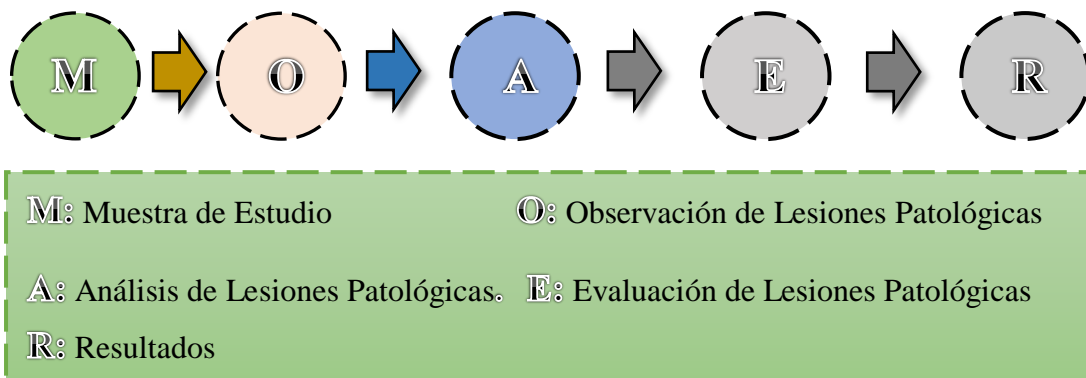 M O A E R
M: Muestra de Estudio O: Observación de Lesiones Patológicas
A: Análisis de Lesiones Patológicas. E: Evaluación de Lesiones Patológicas
R: Resultados